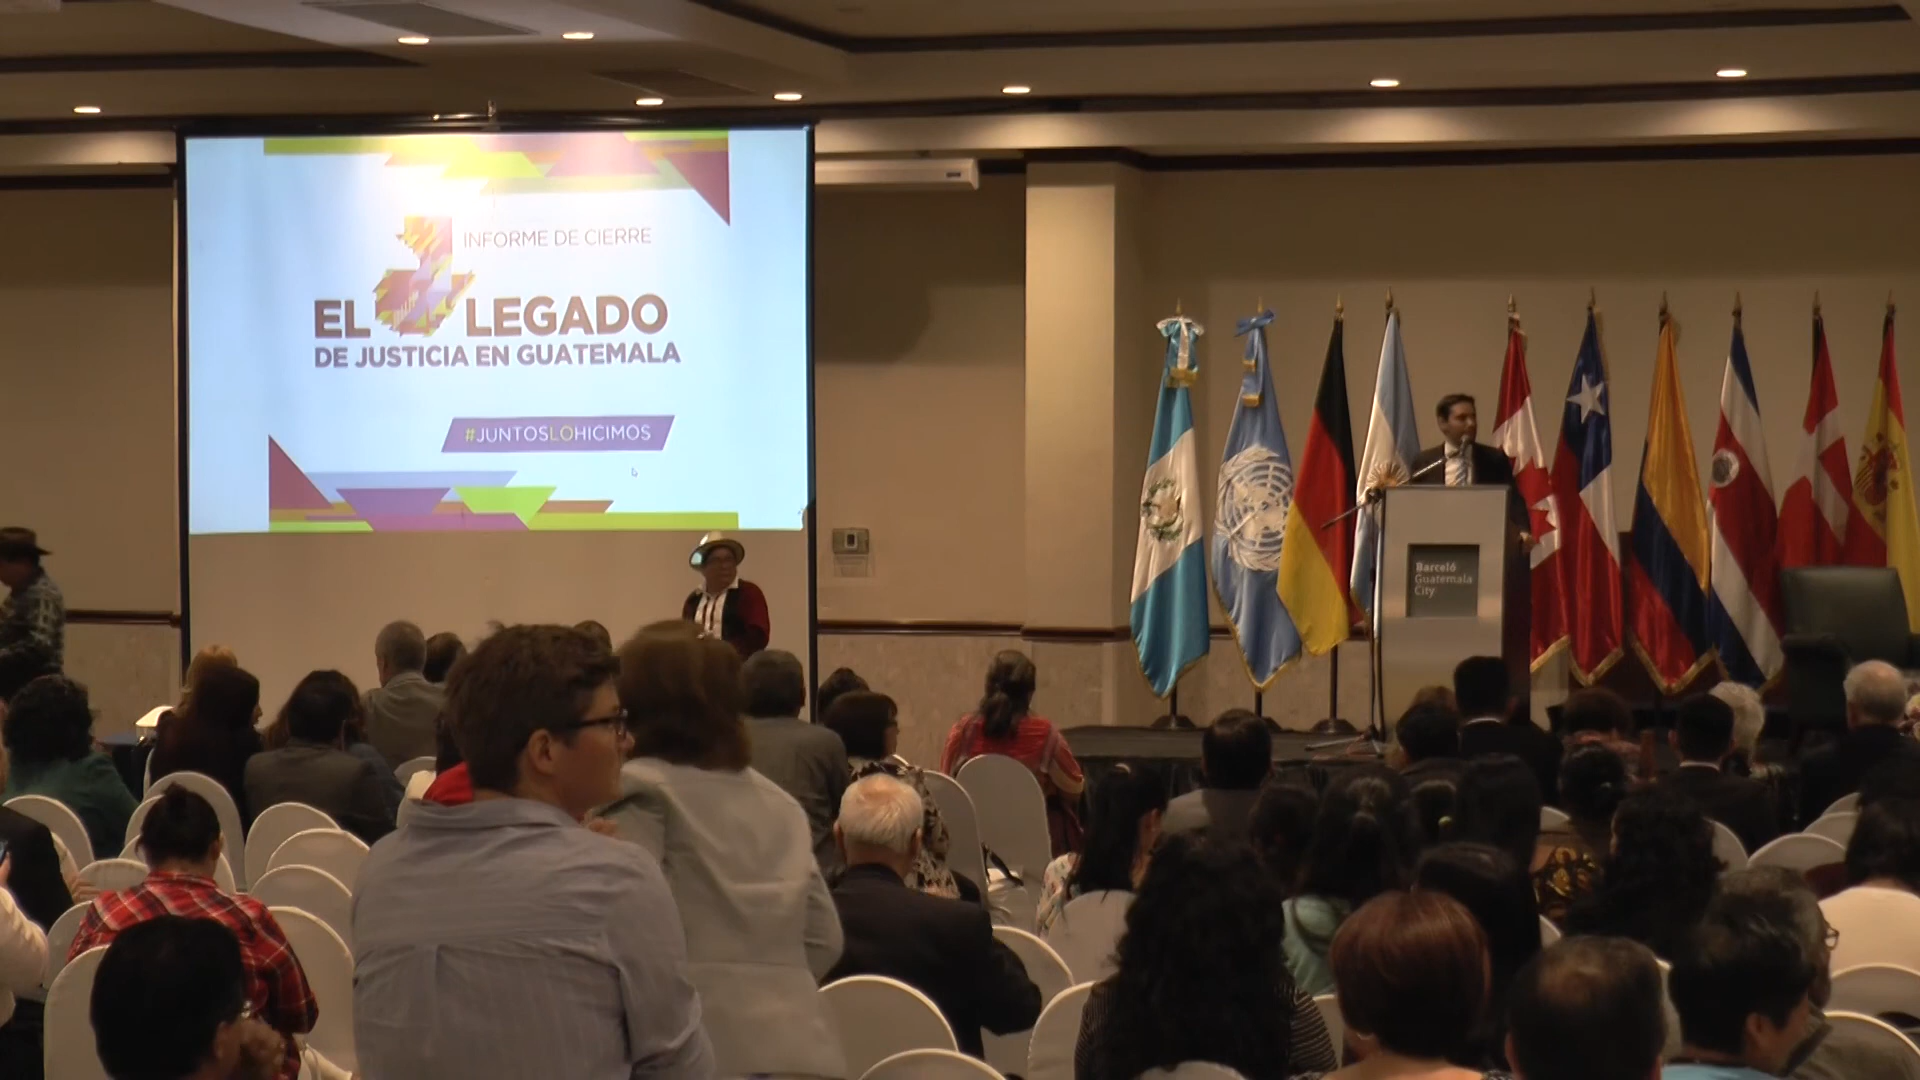 INFORME DE CIERRE
EL LEGADO
DE JUSTICIA EN GUATEMALA
#JUNTOSLOHICIMOS
Barceló
Guatemala
City